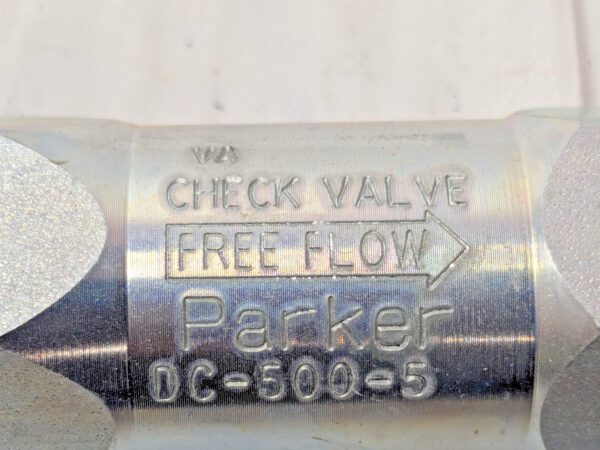 CHECK VALVE
FREE FLOW
Parker
DC-500-5